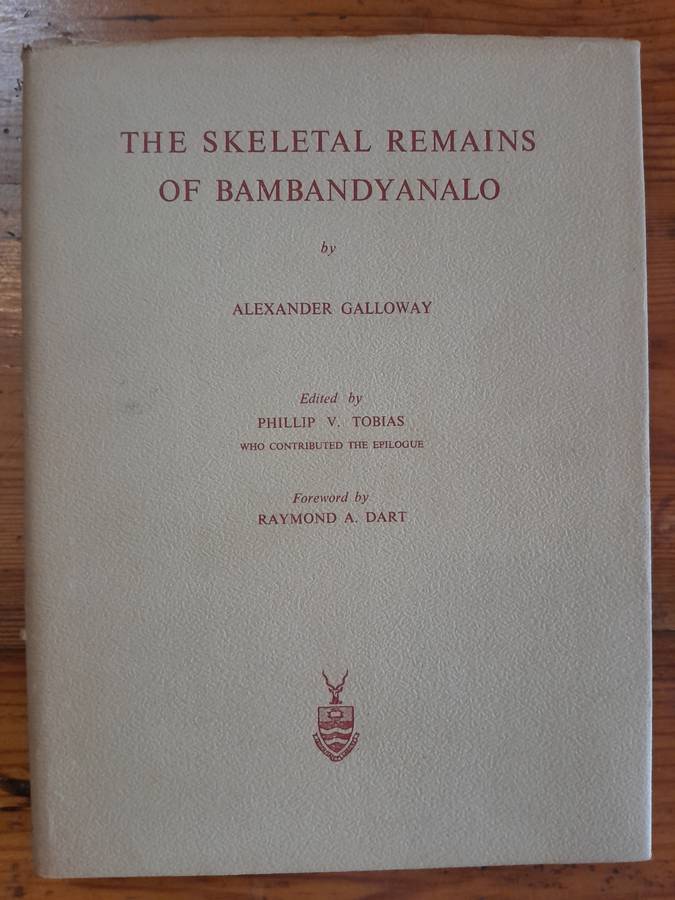 THE SKELETAL REMAINS
OF BAMBANDYANALO
by
ALEXANDER GALLOWAY
Edited by
PHILLIP V. TOBIAS
WHO CONTRIBUTED THE EPILOGUE
Foreword by
RAYMOND A. DART